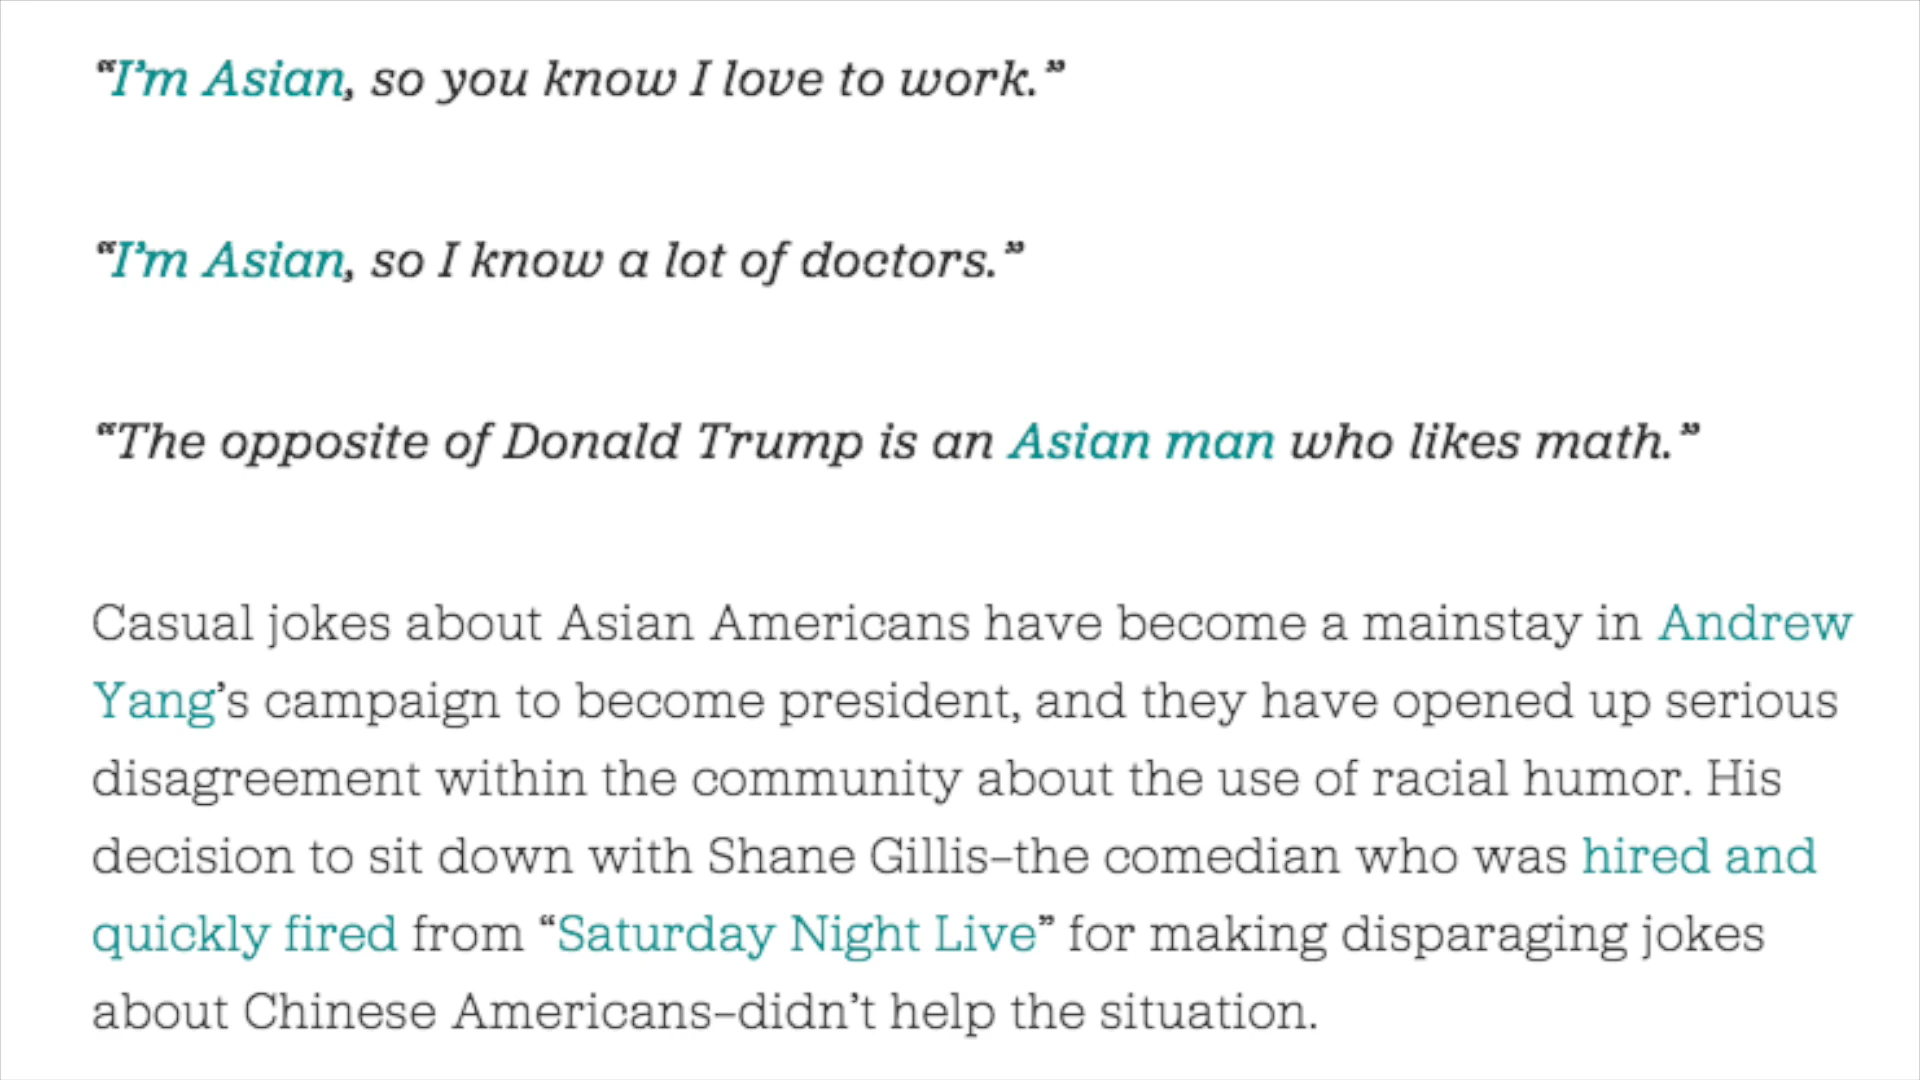 “I’m Asian, so you know I love to work.”
“I’m Asian, so I know a lot of doctors.”
“The opposite of Donald Trump is an Asian man who likes math.”
Casual jokes about Asian Americans have become a mainstay in Andrew
Yang’s campaign to become president, and they have opened up serious
disagreement within the community about the use of racial humor. His
decision to sit down with Shane Gillis–the comedian who was hired and
quickly fired from “Saturday Night Live” for making disparaging jokes
about Chinese Americans–didn’t help the situation.